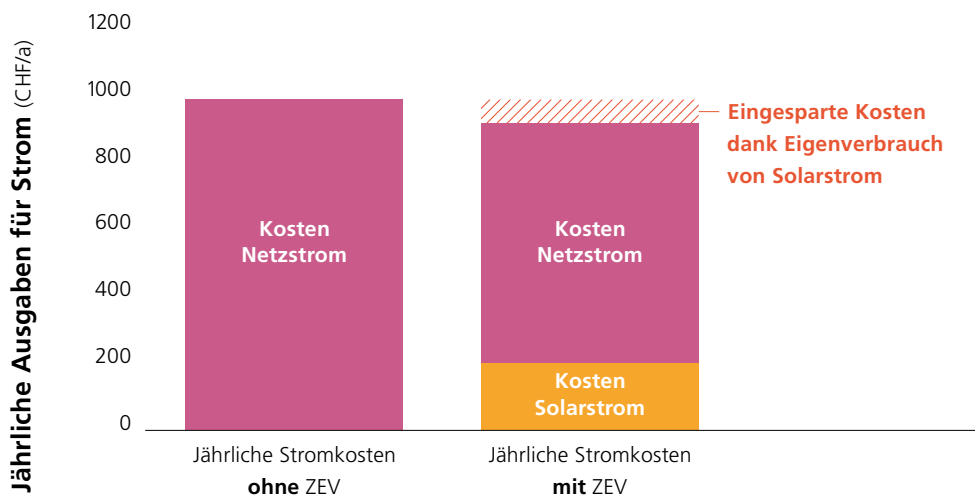 Jährliche Ausgaben für Strom (CHF/a)
1200
1000
800
600
400
200
0
Kosten
Netzstrom
Kosten
Netzstrom
Kosten
Solarstrom
Eingesparte Kosten
dank Eigenverbrauch
von Solarstrom
Jährliche Stromkosten
ohne ZEV
Jährliche Stromkosten
mit ZEV